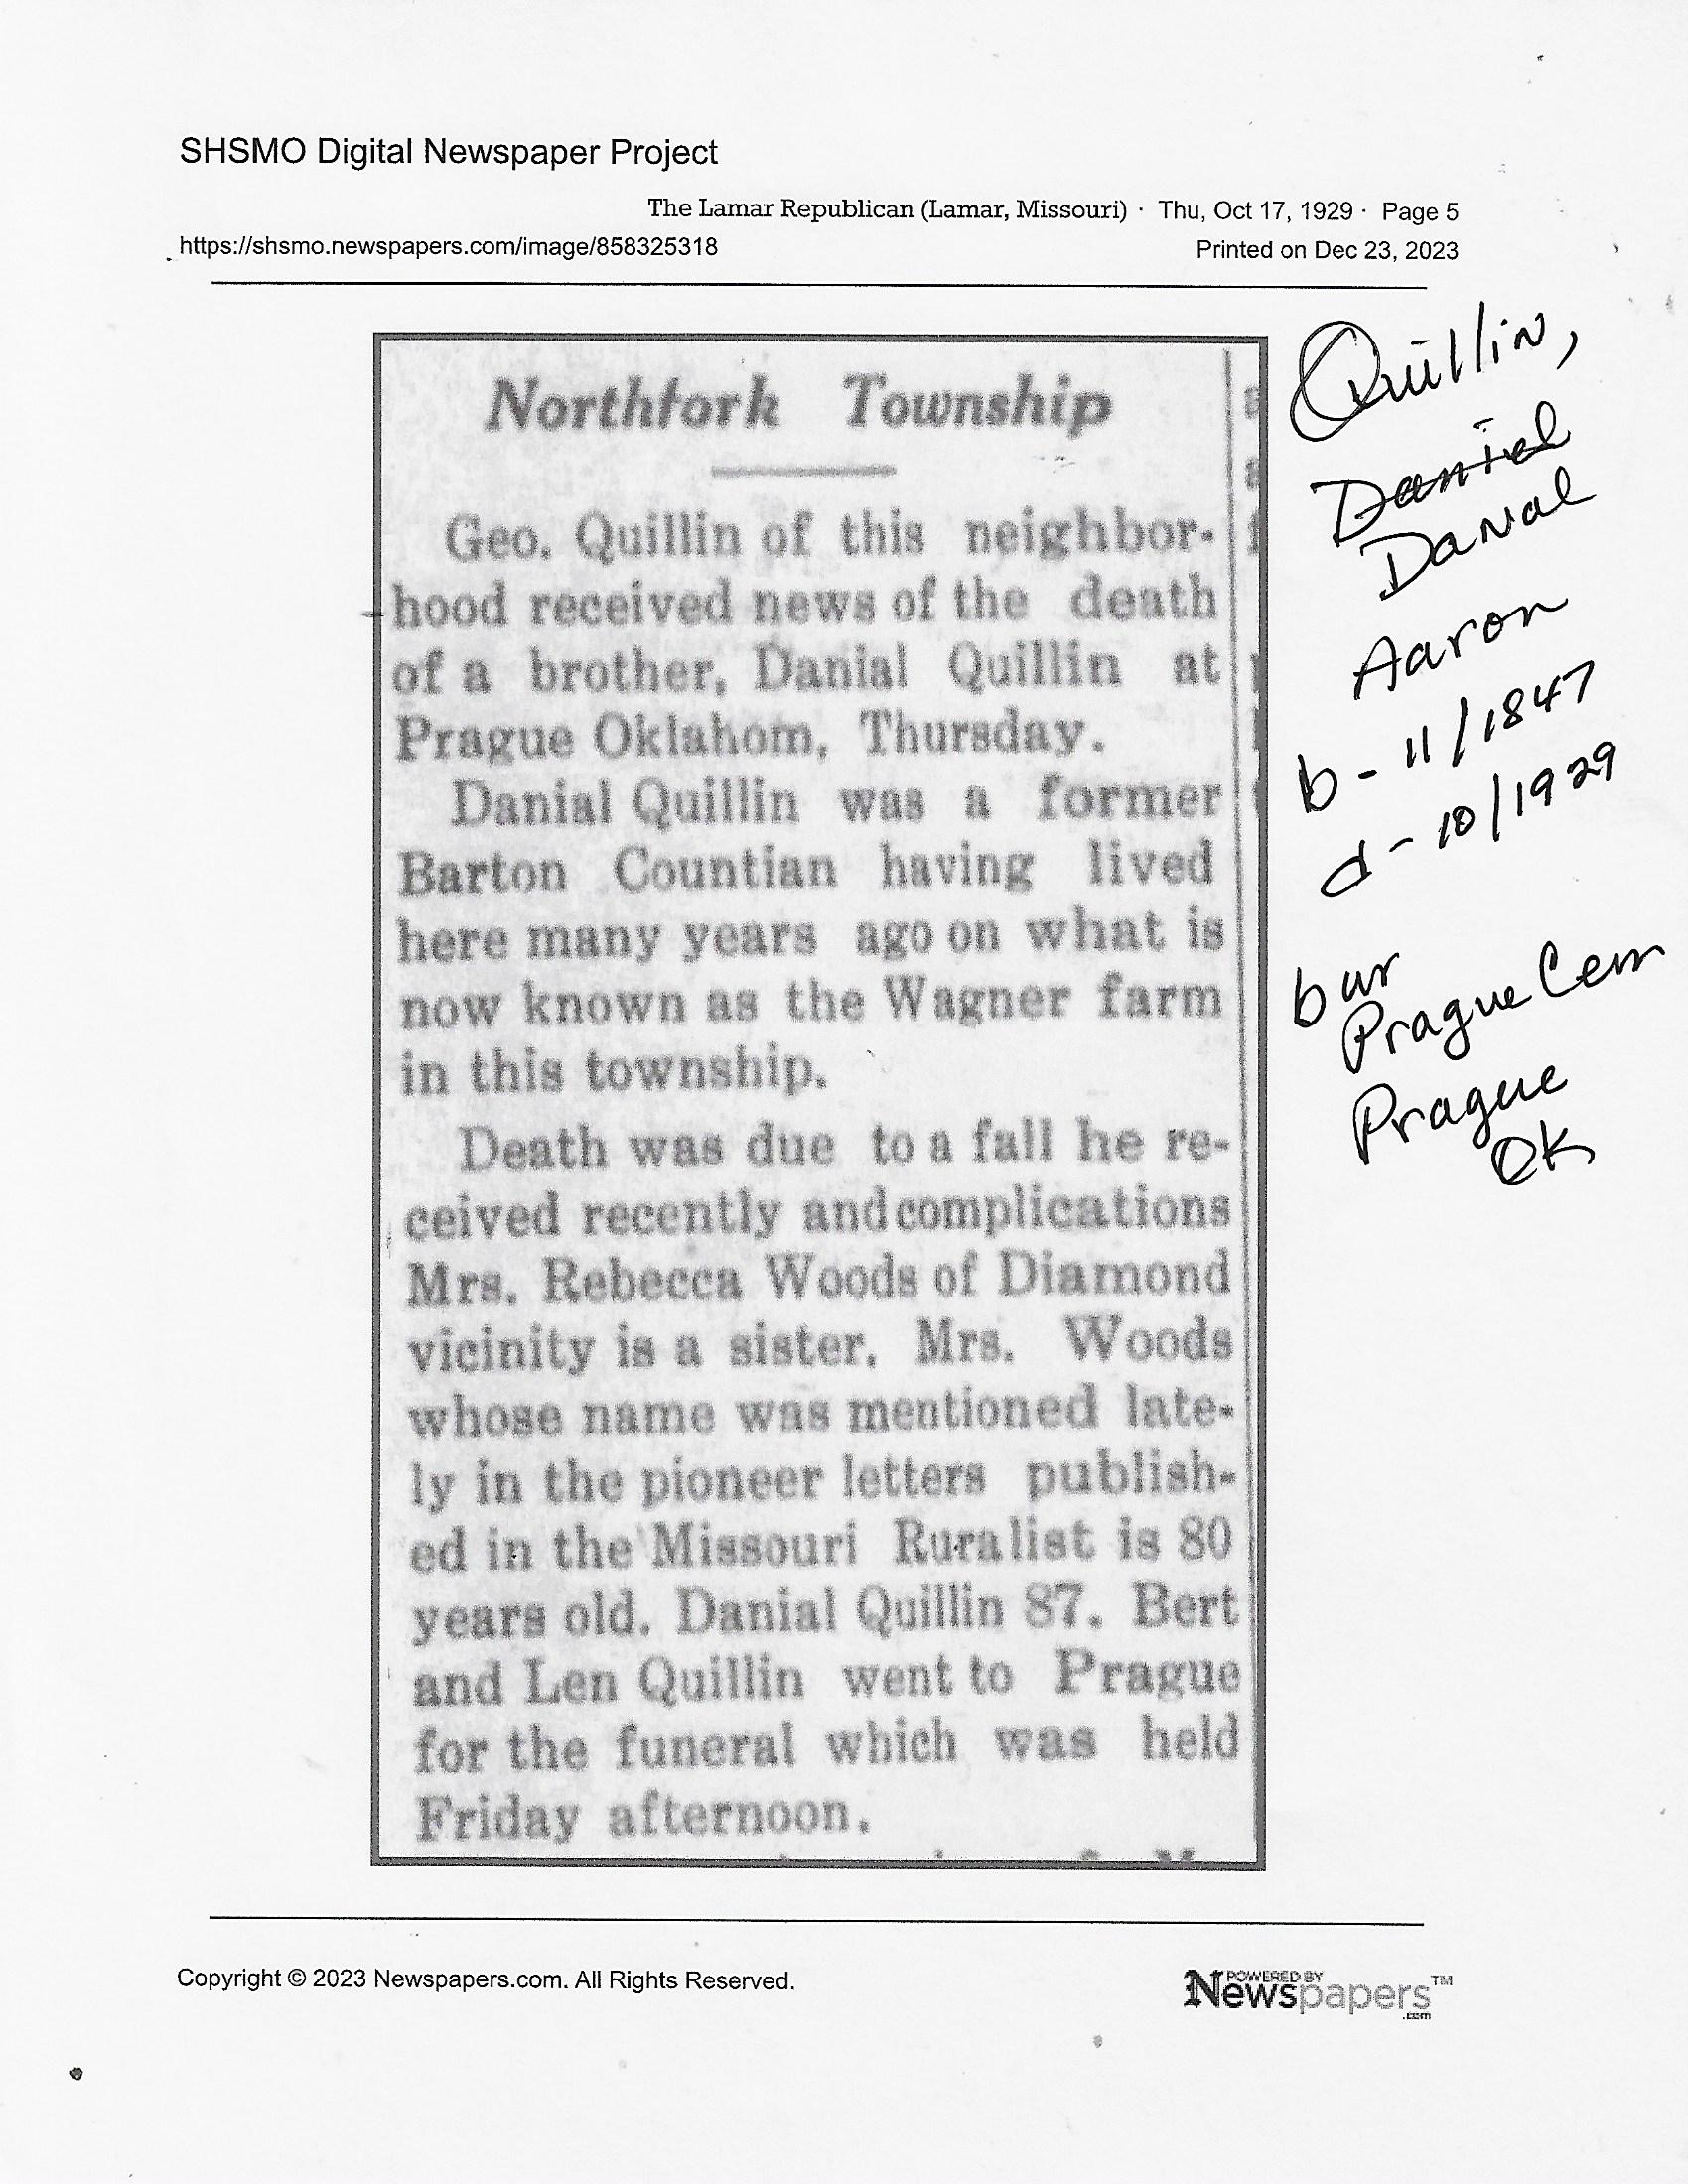 SHSMO Digital Newspaper Project
The Lamar Republican (Lamar, Missouri) · Thu, Oct 17, 1929 · Page 5
https://shsmo.newspapers.com/image/858325318
Printed on Dec 23, 2023
Northfork Township
Geo. Quillin of this neighbor-
hood received news of the death
of a brother, Danial Quillin at
Prague Oklahom, Thursday.
Danial Quillin was a former
Barton Countian having lived
here many years ago on what is
now known as the Wagner farm
in this township.
Death was due to a fall he re-
ceived recently and complications
Mrs. Rebecca Woods of Diamond
vicinity is a sister. Mrs. Woods
whose name was mentioned late-
ly in the pioneer letters publish-
ed in the Missouri Ruralist is 80
years old. Danial Quillin 87. Bert
and Len Quillin went to Prague
for the funeral which was held
Friday afternoon.
Quillin,
Daniel
Danal
Aaron
b - 11/1847
d - 10/1929
bur
Prague Cem
Prague
OK
Copyright © 2023 Newspapers.com. All Rights Reserved.
POWERED BY
Newspapers™
.com